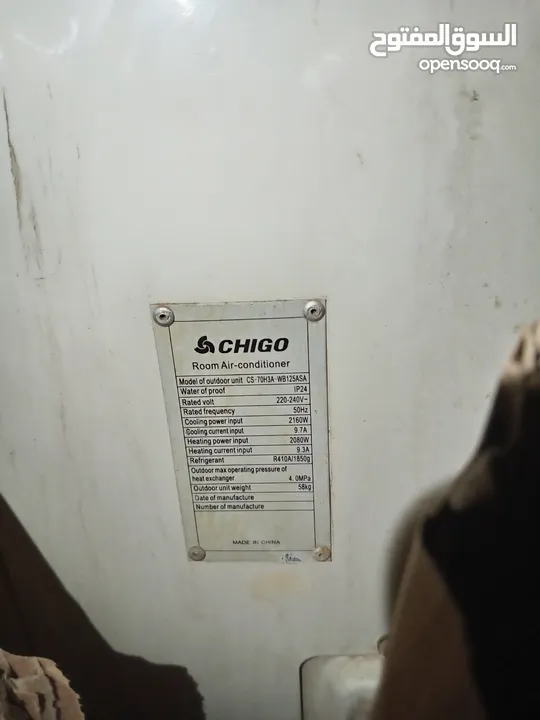 السوق المفتوح
opensooq.com
CHIGO
Room Air-conditioner
Model of outdoor unit CS-70H3A-WB125ASA
Water of proof IP24
Rated volt 220-240V~
Rated frequency 50Hz
Cooling power input 2160W
Sooling current input 9.7A
Heating power input 2080W
Heating current input 9.3A
Refrigerant R410A/1850g
Outdoor max operating pressure of
heat exchanger 4.0MPa
Outdoor unit weight 58kg
Date of manufacture
Number of manufacture
MADE IN CHINA